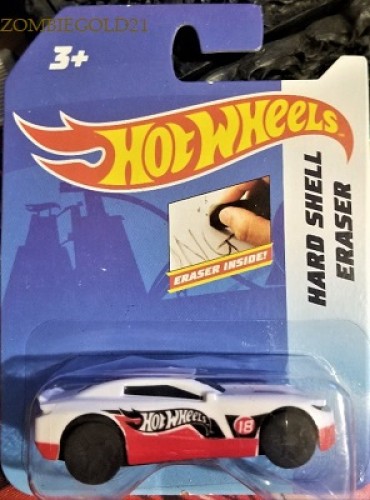 ZOMBIEGOLD21
3+
HOT WHEELS
HARD SHELL
ERASER
ERASER INSIDE!
HOT WHEELS
18